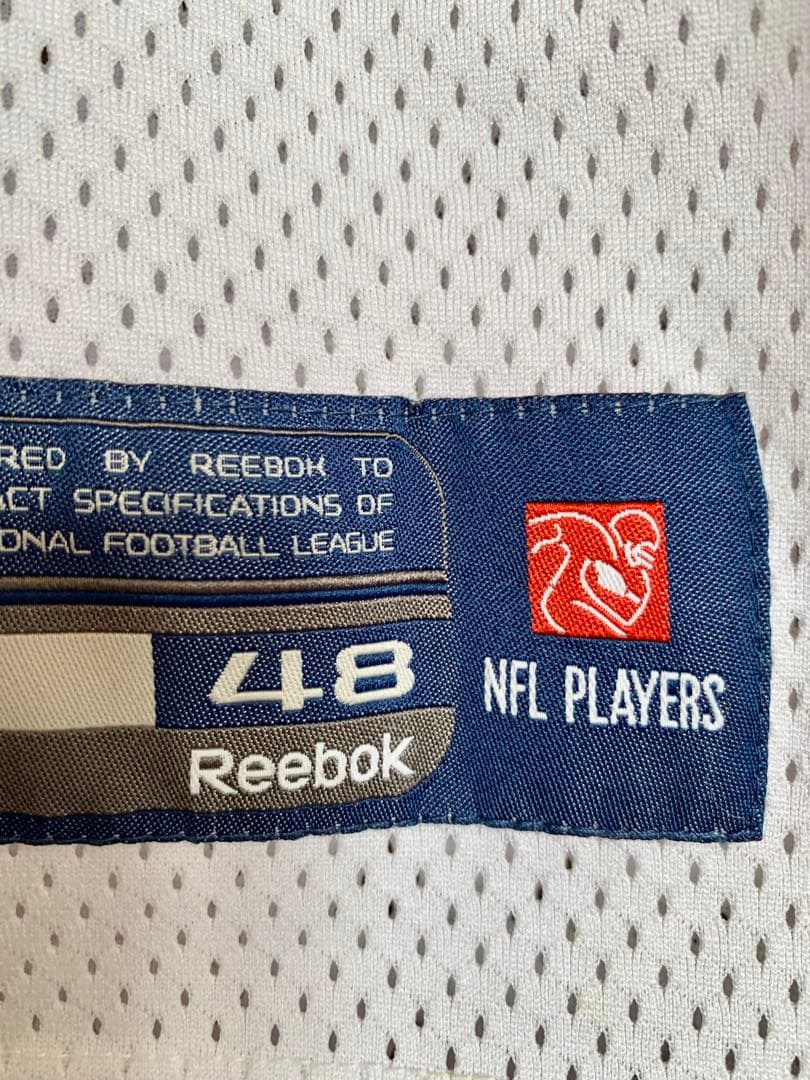 RED BY REEBOK TO
ACT SPECIFICATIONS OF
ONAL FOOTBALL LEAGUE
48
Reebok
NFL PLAYERS